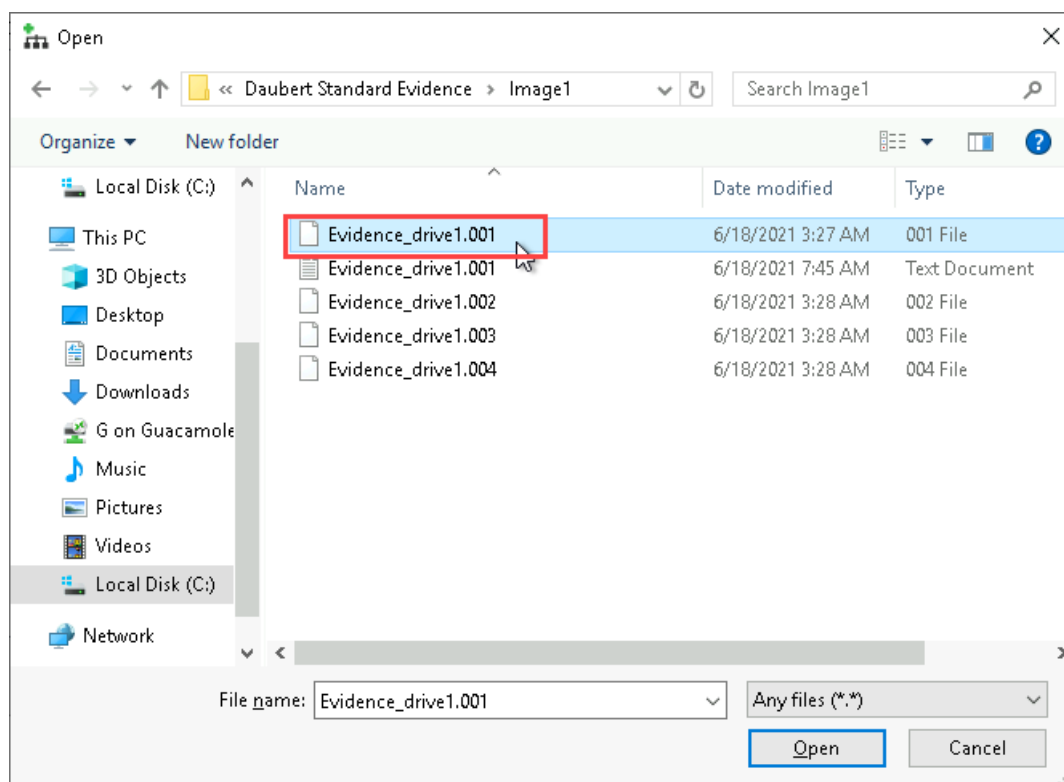 Open
« Daubert Standard Evidence > Image1
Search Image1
Organize
New folder
Name
Date modified
Type
Local Disk (C:)
This PC
3D Objects
Desktop
Documents
Downloads
G on Guacamole
Music
Pictures
Videos
Local Disk (C:)
Network
Evidence_drive1.001 6/18/2021 3:27 AM 001 File
Evidence_drive1.001 6/18/2021 7:45 AM Text Document
Evidence_drive1.002 6/18/2021 3:28 AM 002 File
Evidence_drive1.003 6/18/2021 3:28 AM 003 File
Evidence_drive1.004 6/18/2021 3:28 AM 004 File
File name: Evidence_drive1.001
Any files (*.*)
Open
Cancel